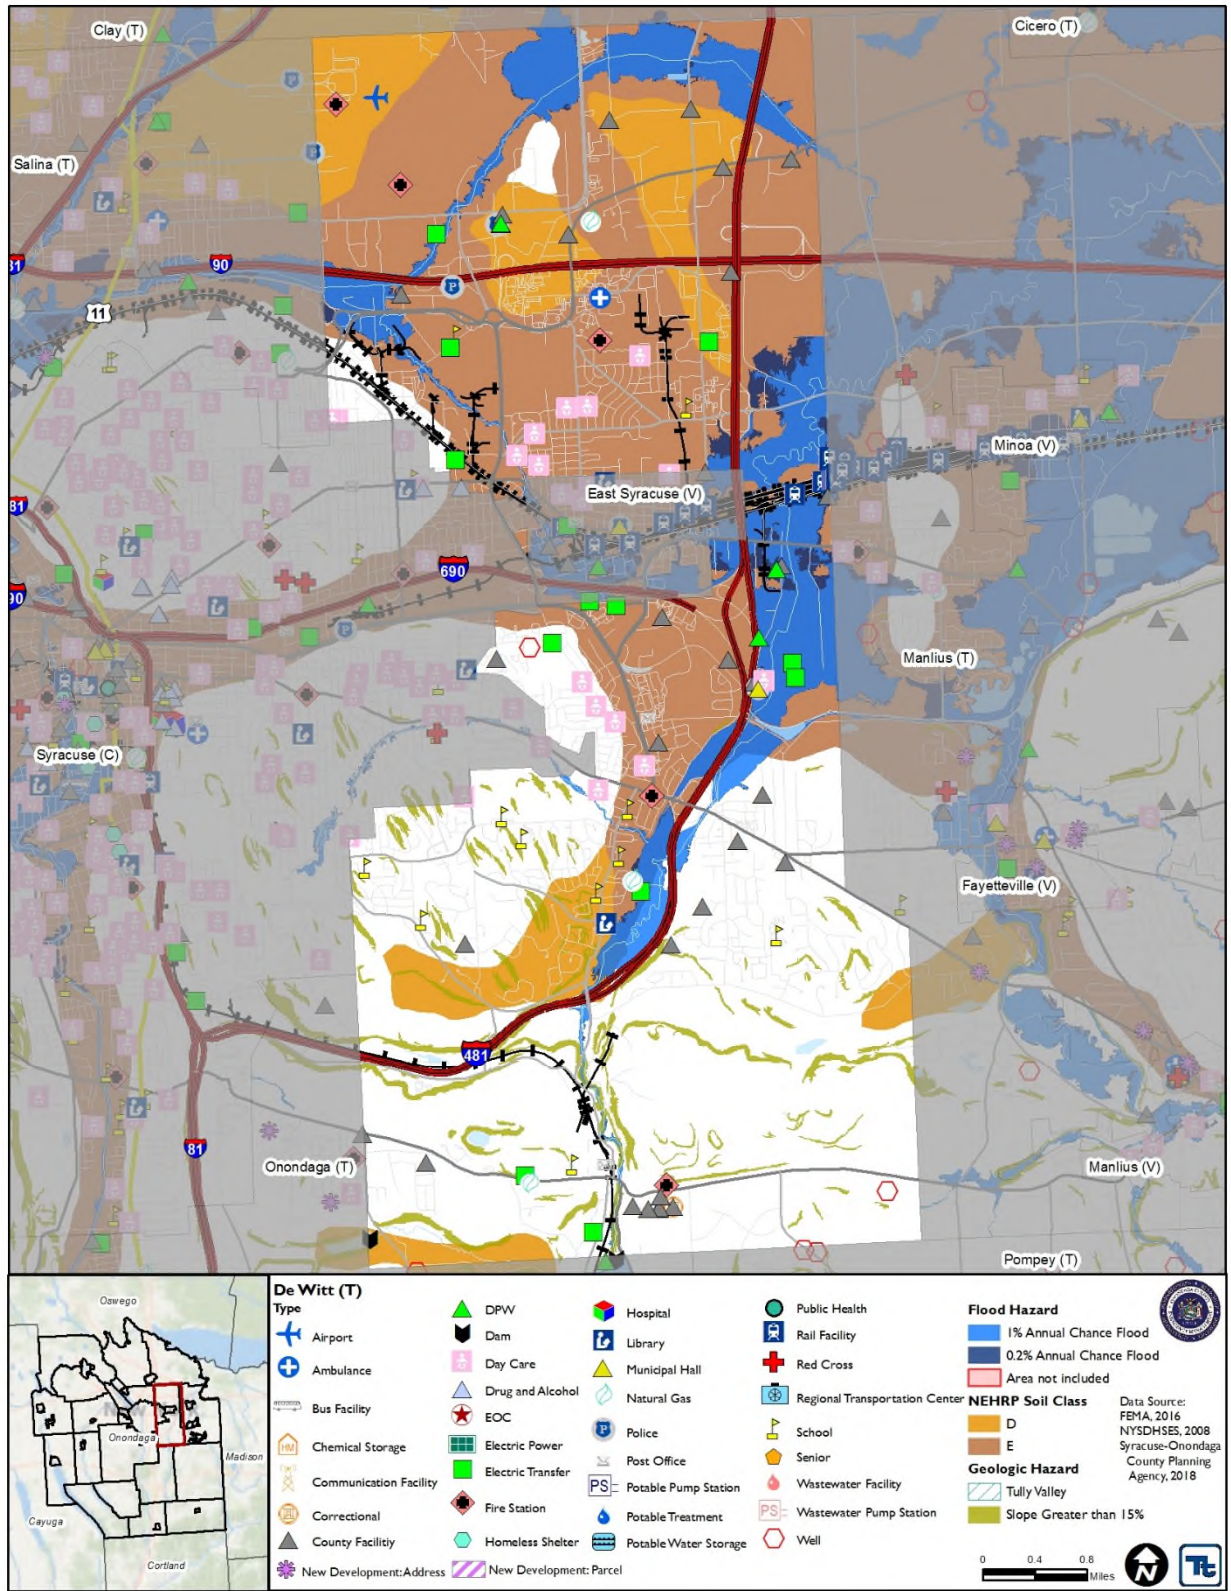 Clay (T)
Cicero (T)
Salina (T)
81
90
11
Minoa (V)
East Syracuse (V)
81
690
90
Manlius (T)
Syracuse (C)
Fayetteville (V)
481
81
Onondaga (T)
Manlius (V)
Pompey (T)
Oswego
Onondaga
Madison
Cayuga
Cortland
De Witt (T)
Type
Airport
Ambulance
Bus Facility
HM Chemical Storage
Communication Facility
Correctional
County Facilitiy
New Development: Address
DPW
Dam
Day Care
Drug and Alcohol
EOC
Electric Power
Electric Transfer
Fire Station
Homeless Shelter
New Development: Parcel
Hospital
Library
Municipal Hall
Natural Gas
P Police
Post Office
PS Potable Pump Station
Potable Treatment
Potable Water Storage
Public Health
Rail Facility
Red Cross
Regional Transportation Center
School
Senior
Wastewater Facility
PS Wastewater Pump Station
Well
Flood Hazard
1% Annual Chance Flood
0.2% Annual Chance Flood
Area not included
NEHRP Soil Class
D
E
Geologic Hazard
Tully Valley
Slope Greater than 15%
Data Source:
FEMA, 2016
NYSDHSES, 2008
Syracuse-Onondaga
County Planning
Agency, 2018
0 0.4 0.8
Miles
N
Tt